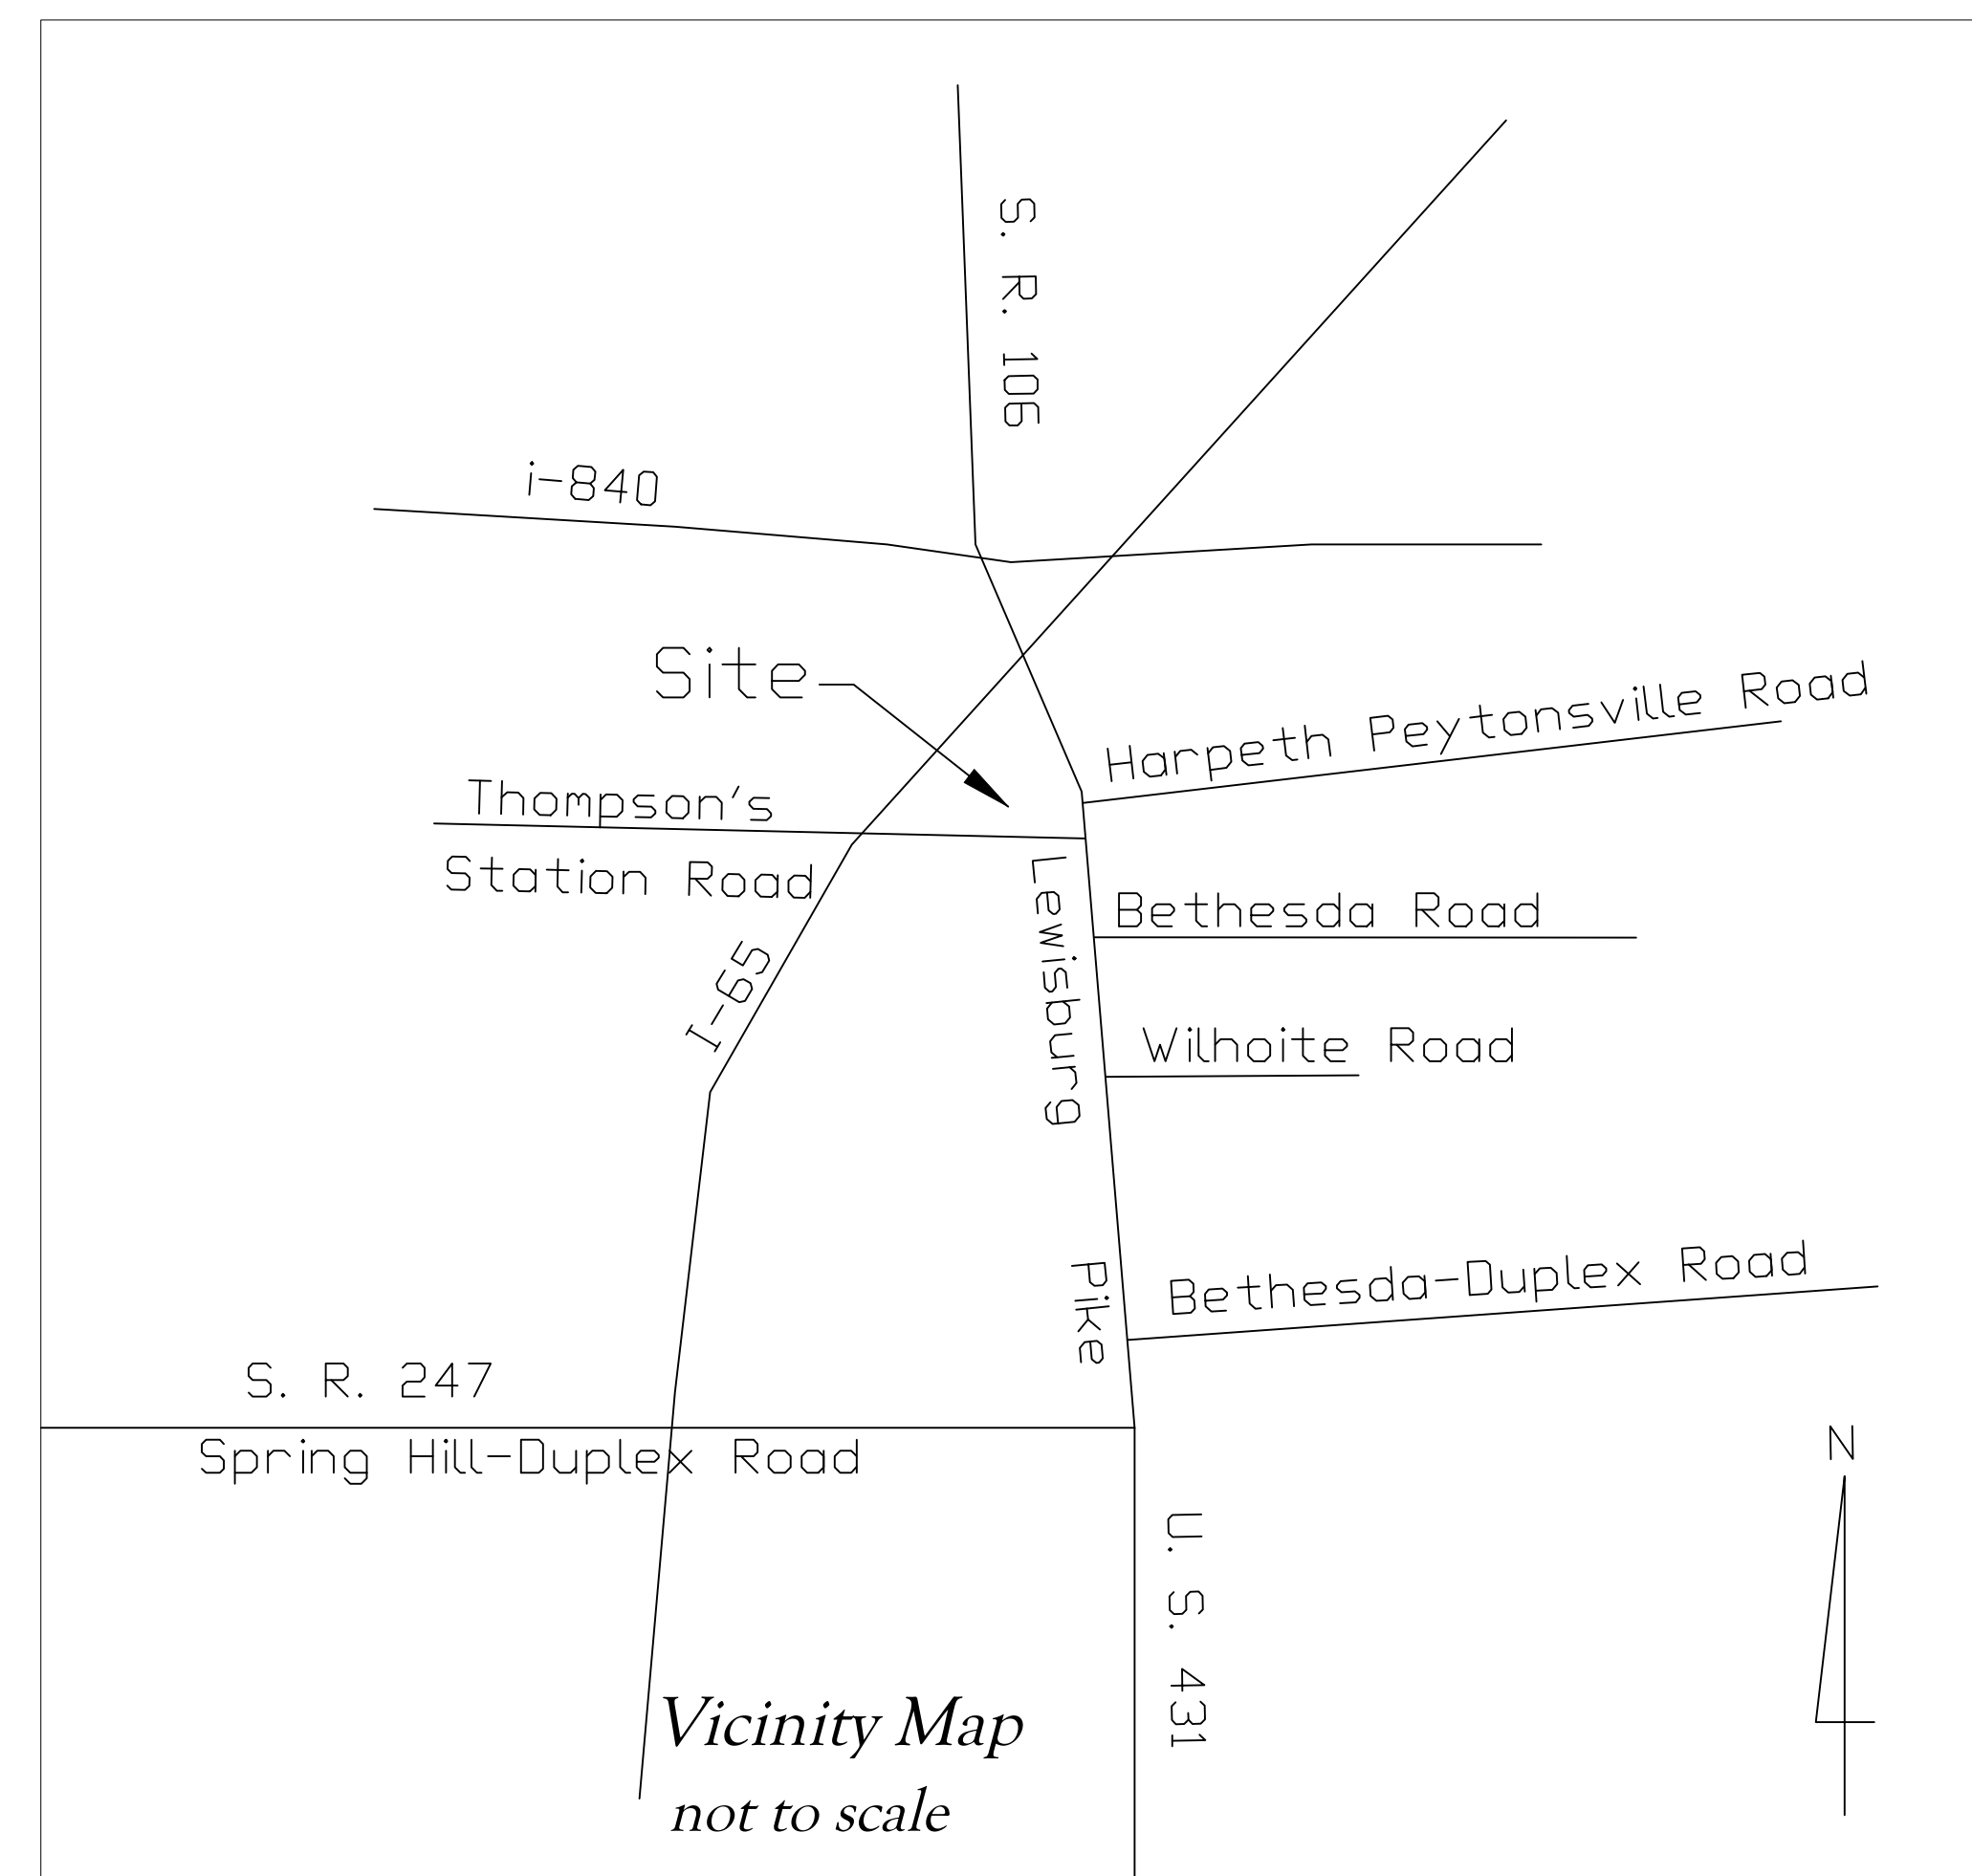 S. R. 106
i-840
Site
Harpeth Peytonsville Road
Thompson's
Station Road
Bethesda Road
I-65
Lewisburg Pike
Wilhoite Road
Bethesda-Duplex Road
S. R. 247
Spring Hill-Duplex Road
N
U. S. 431
Vicinity Map
not to scale